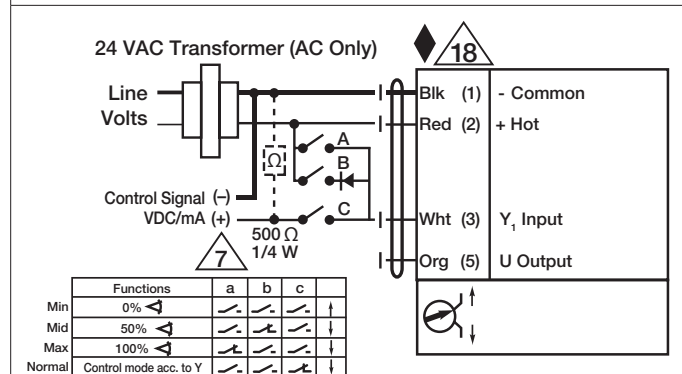 24 VAC Transformer (AC Only)
18
Line
Volts
Blk (1) - Common
Red (2) + Hot
A
B
Ω
Control Signal (–)
VDC/mA (+)
C
Wht (3) Y₁ Input
500 Ω
1/4 W
7
Org (5) U Output
Functions a b c
Min 0%
Mid 50%
Max 100%
Normal Control mode acc. to Y